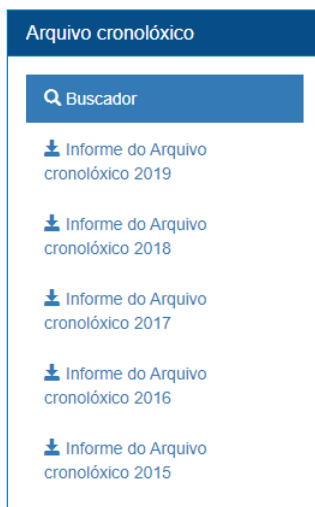 Arquivo cronolóxico
Buscador
Informe do Arquivo
cronolóxico 2019
Informe do Arquivo
cronolóxico 2018
Informe do Arquivo
cronolóxico 2017
Informe do Arquivo
cronolóxico 2016
Informe do Arquivo
cronolóxico 2015